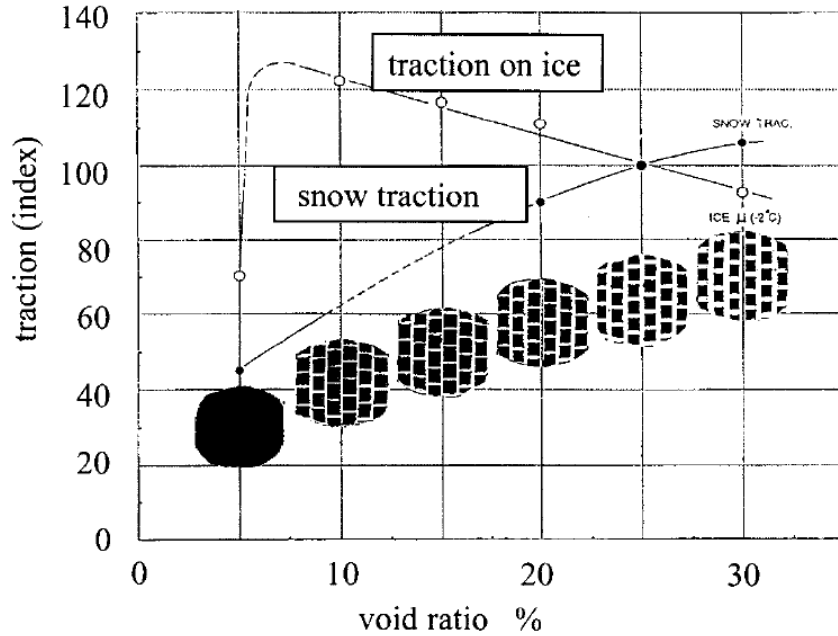 140
120
100
80
60
40
20
0
traction (index)
traction on ice
snow traction
SNOW TRAC.
ICE μ (-2°C)
0
10
20
30
void ratio %